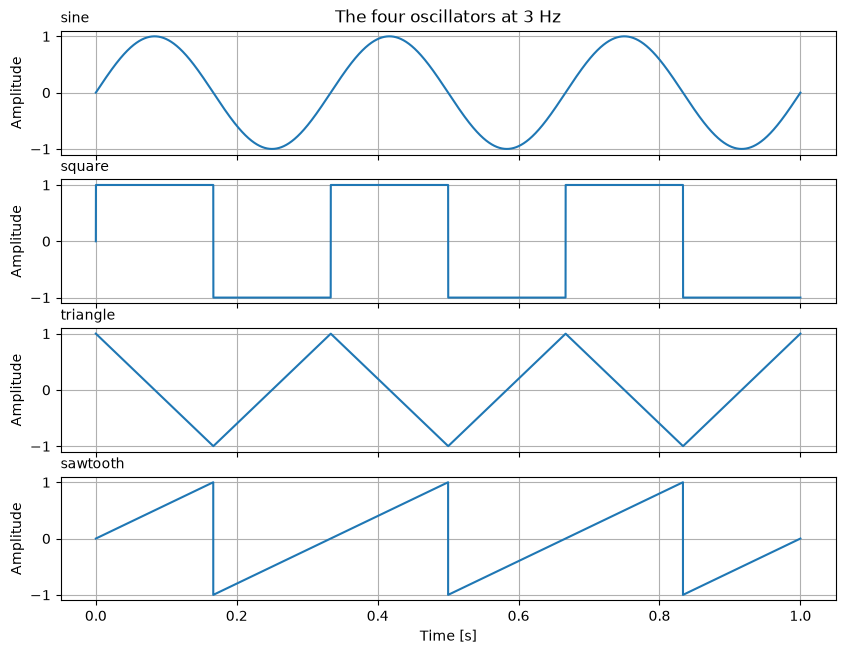 The four oscillators at 3 Hz
sine
Amplitude
1
0
−1
square
Amplitude
1
0
−1
triangle
Amplitude
1
0
−1
sawtooth
Amplitude
1
0
−1
0.0 0.2 0.4 0.6 0.8 1.0
Time [s]